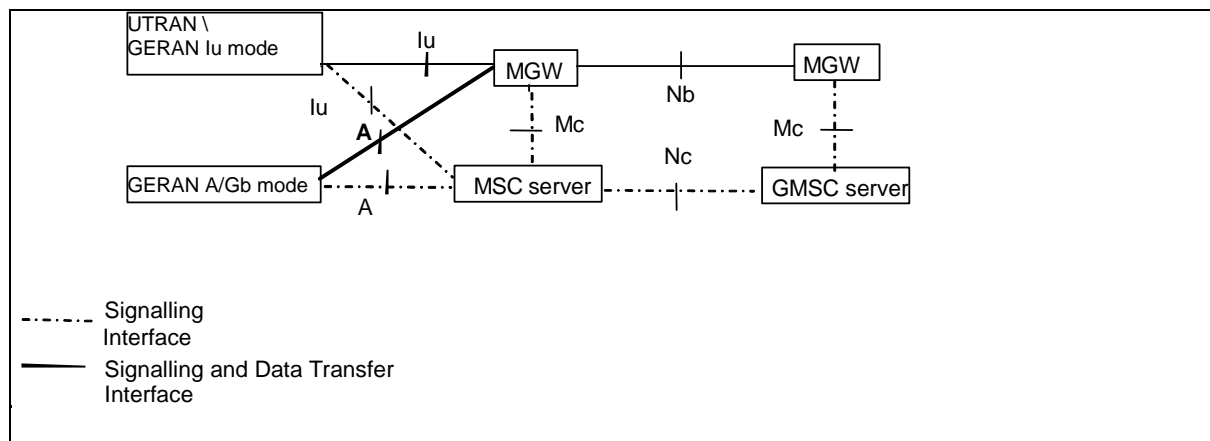 UTRAN \
GERAN Iu mode
Iu
MGW
MGW
Nb
Iu
A
Mc
Mc
Nc
GERAN A/Gb mode
MSC server
GMSC server
A
Signalling
Interface
Signalling and Data Transfer
Interface